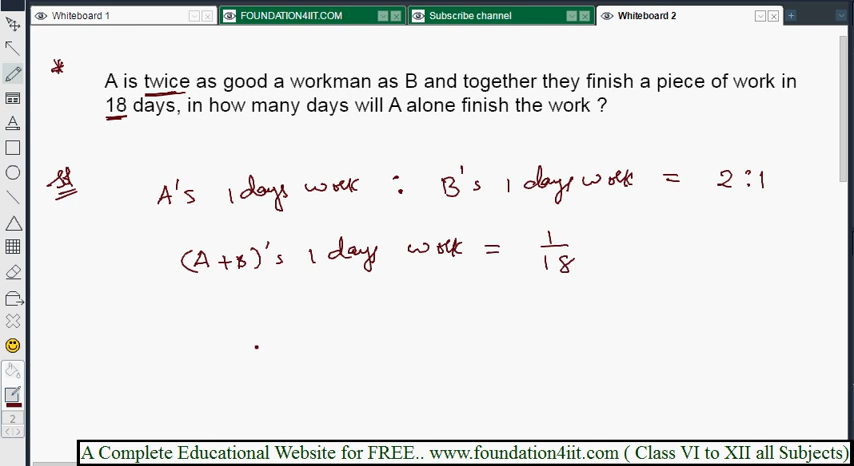 Whiteboard 1
FOUNDATION4IIT.COM
Subscribe channel
Whiteboard 2
A is twice as good a workman as B and together they finish a piece of work in
18 days, in how many days will A alone finish the work ?
A's 1 days work : B's 1 days work = 2:1
(A+B)'s 1 days work = 1/18
2
A Complete Educational Website for FREE.. www.foundation4iit.com ( Class VI to XII all Subjects)